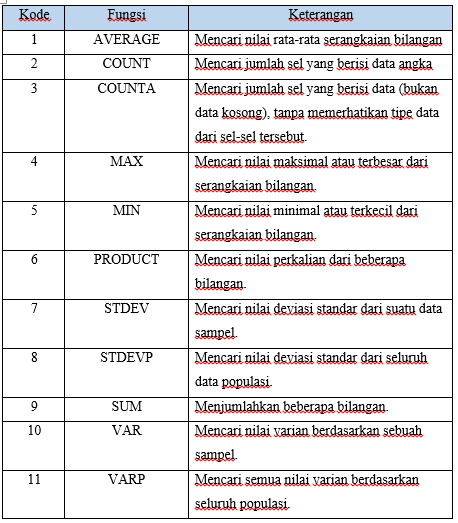 Kode Fungsi Keterangan
1 AVERAGE Mencari nilai rata-rata serangkaian bilangan
2 COUNT Mencari jumlah sel yang berisi data angka
3 COUNTA Mencari jumlah sel yang berisi data (bukan
data kosong), tanpa memerhatikan tipe data
dari sel-sel tersebut.
4 MAX Mencari nilai maksimal atau terbesar dari
serangkaian bilangan.
5 MIN Mencari nilai minimal atau terkecil dari
serangkaian bilangan.
6 PRODUCT Mencari nilai perkalian dari beberapa
bilangan.
7 STDEV Mencari nilai deviasi standar dari suatu data
sampel.
8 STDEVP Mencari nilai deviasi standar dari seluruh
data populasi.
9 SUM Menjumlahkan beberapa bilangan.
10 VAR Mencari nilai varian berdasarkan sebuah
sampel.
11 VARP Mencari semua nilai varian berdasarkan
seluruh populasi.